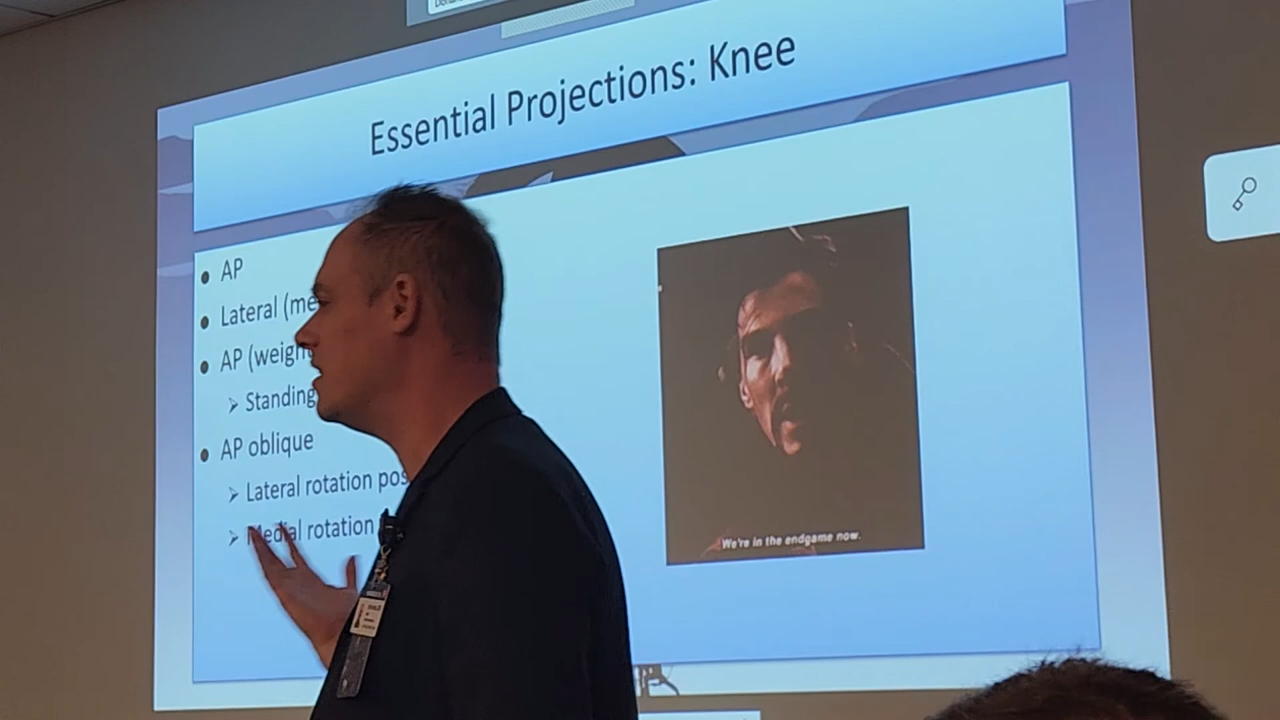 Essential Projections: Knee
AP
Lateral (me
AP (weigh
Standing
AP oblique
Lateral rotation pos
Medial rotation
We're in the endgame now.